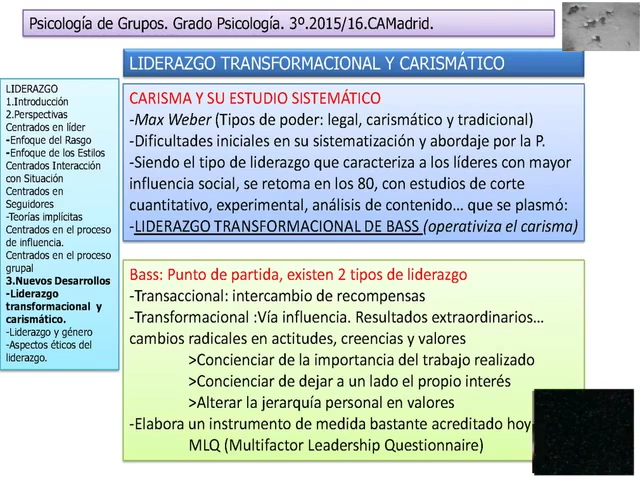 Psicología de Grupos. Grado Psicología. 3º.2015/16.CAMadrid.
LIDERAZGO TRANSFORMACIONAL Y CARISMÁTICO
LIDERAZGO
1.Introducción
2.Perspectivas
Centrados en líder
-Enfoque del Rasgo
-Enfoque de los Estilos
Centrados Interacción
con Situación
Centrados en
Seguidores
-Teorías implícitas
Centrados en el proceso
de influencia.
Centrados en el proceso
grupal
3.Nuevos Desarrollos
-Liderazgo
transformacional y
carismático.
-Liderazgo y género
-Aspectos éticos del
liderazgo.
CARISMA Y SU ESTUDIO SISTEMÁTICO
-Max Weber (Tipos de poder: legal, carismático y tradicional)
-Dificultades iniciales en su sistematización y abordaje por la P.
-Siendo el tipo de liderazgo que caracteriza a los líderes con mayor
influencia social, se retoma en los 80, con estudios de corte
cuantitativo, experimental, análisis de contenido... que se plasmó:
-LIDERAZGO TRANSFORMACIONAL DE BASS (operativiza el carisma)
Bass: Punto de partida, existen 2 tipos de liderazgo
-Transaccional: intercambio de recompensas
-Transformacional :Vía influencia. Resultados extraordinarios...
cambios radicales en actitudes, creencias y valores
>Concienciar de la importancia del trabajo realizado
>Concienciar de dejar a un lado el propio interés
>Alterar la jerarquía personal en valores
-Elabora un instrumento de medida bastante acreditado hoy
MLQ (Multifactor Leadership Questionnaire)